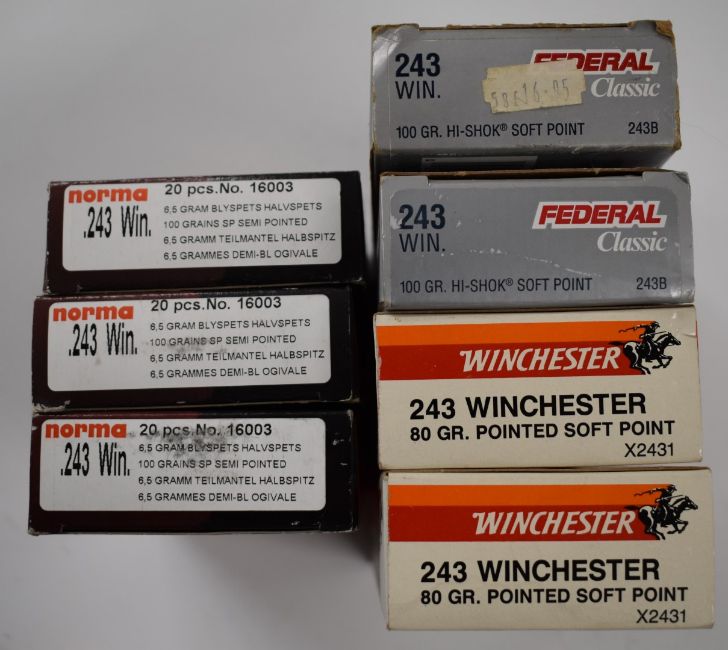 norma
.243 Win.
20 pcs.No. 16003
6,5 GRAM BLYSPETS HALVSPETS
100 GRAINS SP SEMI POINTED
6,5 GRAMM TEILMANTEL HALBSPITZ
6,5 GRAMMES DEMI-BL OGIVALE
norma
.243 Win.
20 pcs.No. 16003
6,5 GRAM BLYSPETS HALVSPETS
100 GRAINS SP SEMI POINTED
6,5 GRAMM TEILMANTEL HALBSPITZ
6,5 GRAMMES DEMI-BL OGIVALE
norma
.243 Win.
20 pcs.No. 16003
6,5 GRAM BLYSPETS HALVSPETS
100 GRAINS SP SEMI POINTED
6,5 GRAMM TEILMANTEL HALBSPITZ
6,5 GRAMMES DEMI-BL OGIVALE
243
WIN.
FEDERAL
Classic
16.05
100 GR. HI-SHOK® SOFT POINT 243B
243
WIN.
FEDERAL
Classic
100 GR. HI-SHOK® SOFT POINT 243B
WINCHESTER
243 WINCHESTER
80 GR. POINTED SOFT POINT
X2431
WINCHESTER
243 WINCHESTER
80 GR. POINTED SOFT POINT
X2431